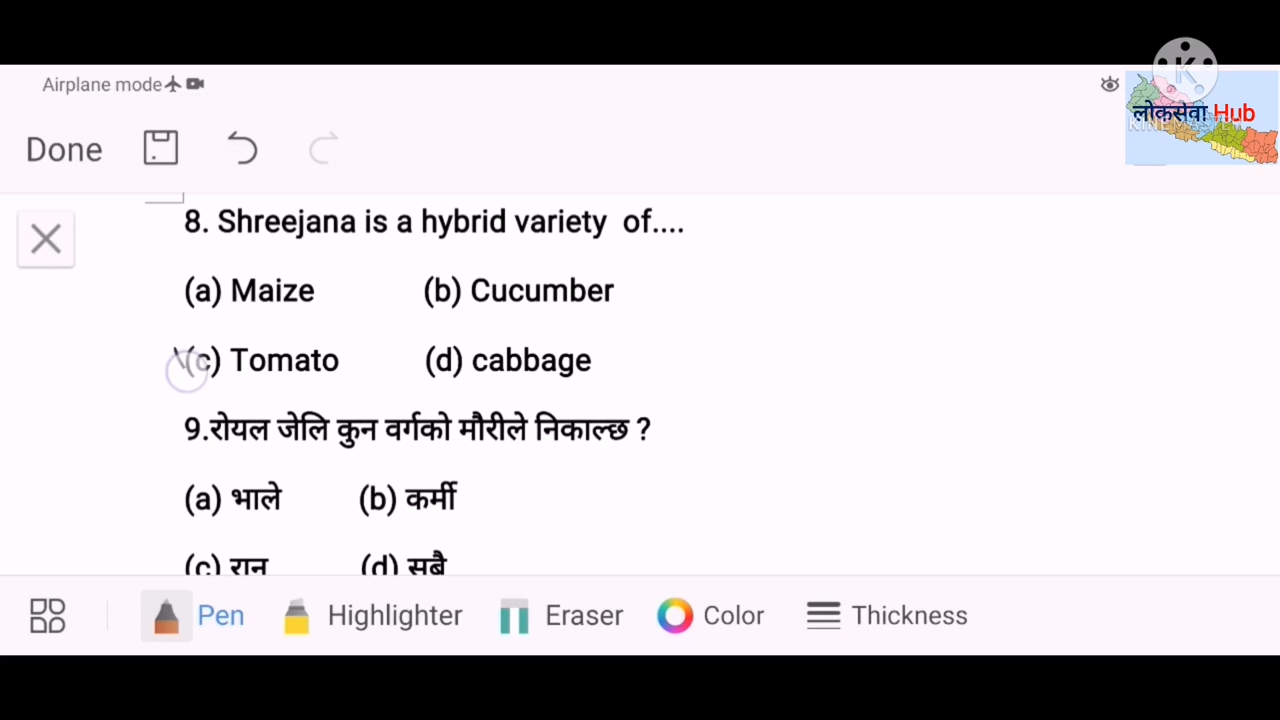 Airplane mode
लोकसेवा Hub
KINEMASTER
Done
8. Shreejana is a hybrid variety of....
(a) Maize (b) Cucumber
(c) Tomato (d) cabbage
9.रोयल जेलि कुन वर्गको मौरीले निकाल्छ ?
(a) भाले (b) कर्मी
(c) रानु (d) सबै
Pen Highlighter Eraser Color Thickness